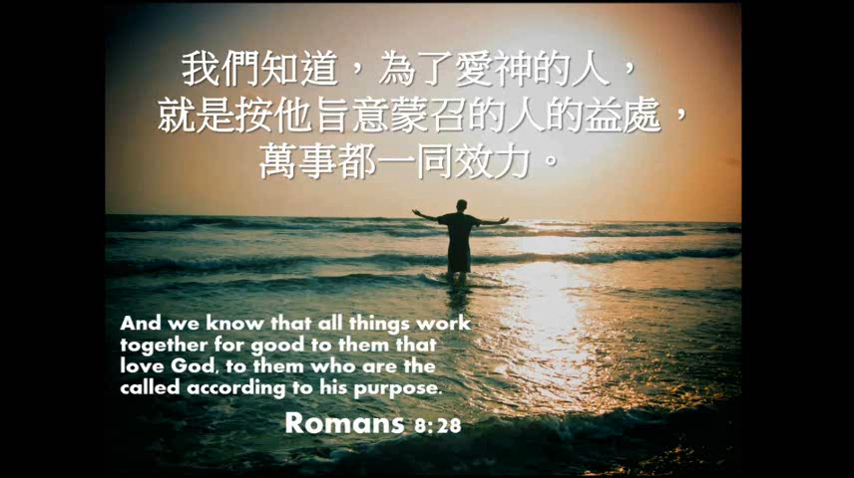 我們知道，為了愛神的人，
就是按他旨意蒙召的人的益處，
萬事都一同效力。
And we know that all things work
together for good to them that
love God, to them who are the
called according to his purpose.
Romans 8:28